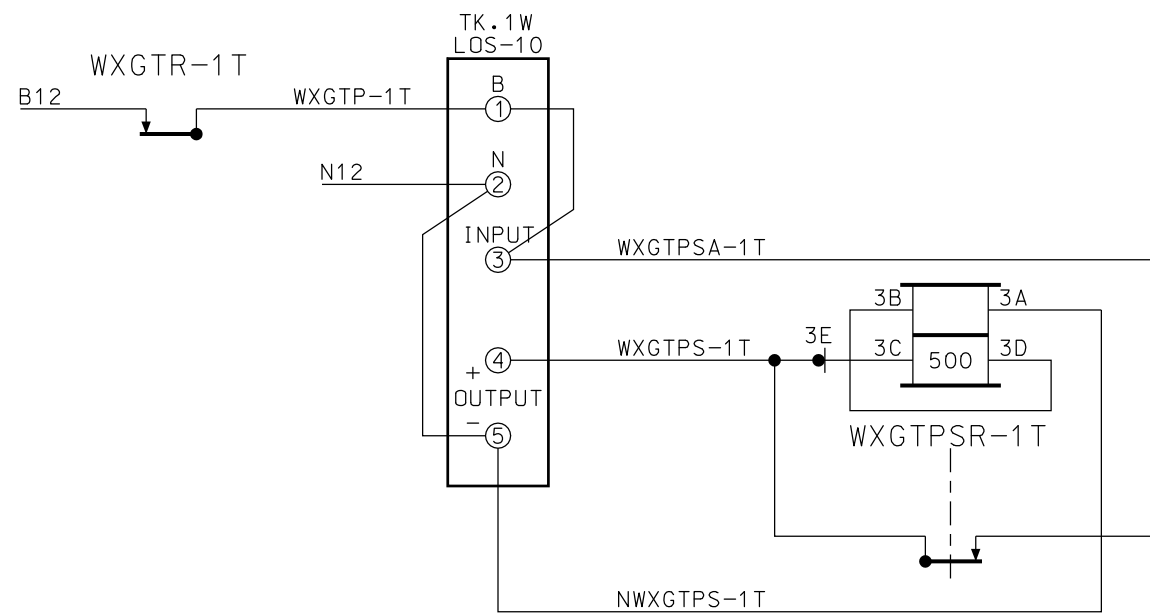 TK.1W
LOS-10
WXGTR-1T
B12
WXGTP-1T
B
1
N
N12
2
INPUT
3
WXGTPSA-1T
3B
3A
WXGTPS-1T
3E
3C
500
3D
4
+
OUTPUT
-
5
WXGTPSR-1T
NWXGTPS-1T